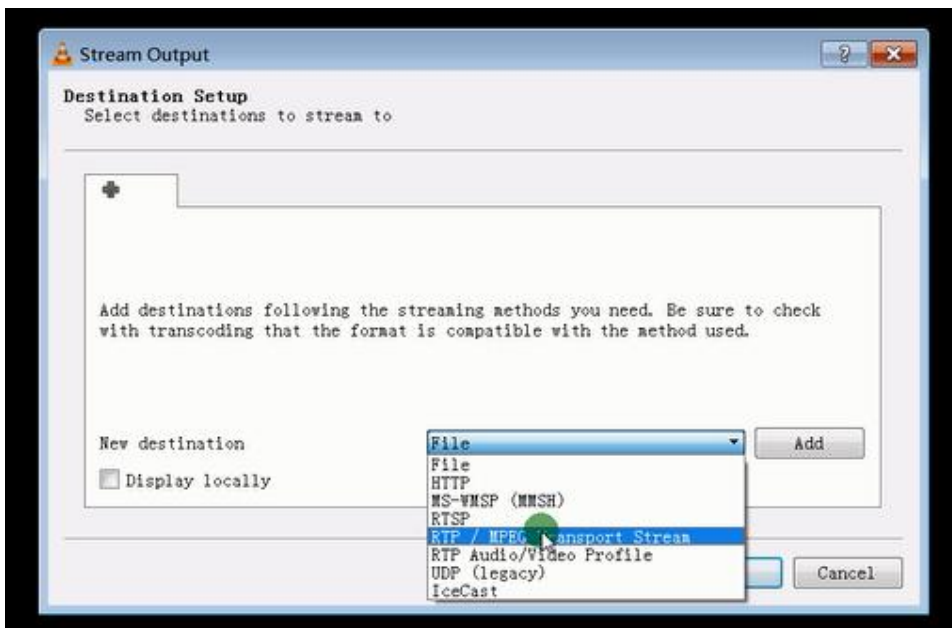 Stream Output
Destination Setup
Select destinations to stream to
Add destinations following the streaming methods you need. Be sure to check
with transcoding that the format is compatible with the method used.
New destination
File
Add
Display locally
File
HTTP
MS-WMSP (MMSH)
RTSP
RTP / MPEG Transport Stream
RTP Audio/Video Profile
UDP (legacy)
IceCast
Cancel